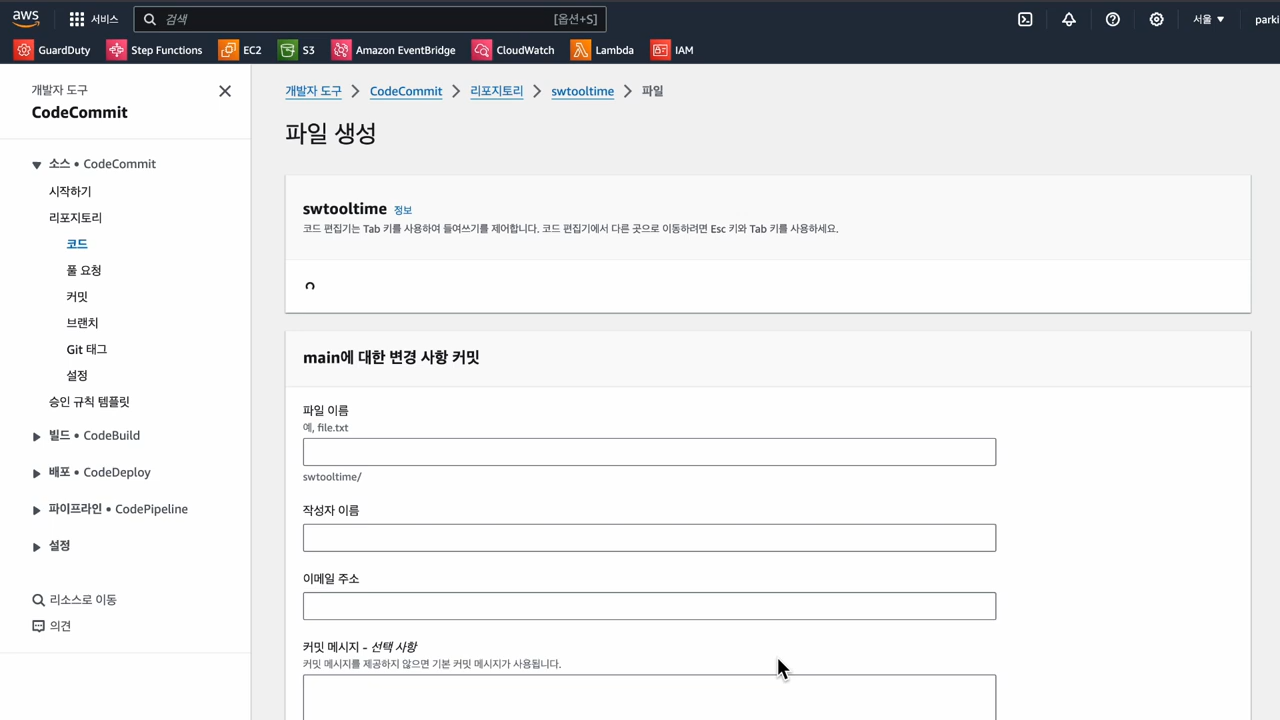 aws 서비스 검색 [옵션+S] 서울 ▼ parki
GuardDuty Step Functions EC2 S3 Amazon EventBridge CloudWatch Lambda IAM
개발자 도구
CodeCommit
소스 • CodeCommit
시작하기
리포지토리
코드
풀 요청
커밋
브랜치
Git 태그
설정
승인 규칙 템플릿
빌드 • CodeBuild
배포 • CodeDeploy
파이프라인 • CodePipeline
설정
리소스로 이동
의견
개발자 도구 > CodeCommit > 리포지토리 > swtooltime > 파일
파일 생성
swtooltime 정보
코드 편집기는 Tab 키를 사용하여 들여쓰기를 제어합니다. 코드 편집기에서 다른 곳으로 이동하려면 Esc 키와 Tab 키를 사용하세요.
main에 대한 변경 사항 커밋
파일 이름
예, file.txt
swtooltime/
작성자 이름
이메일 주소
커밋 메시지 - 선택 사항
커밋 메시지를 제공하지 않으면 기본 커밋 메시지가 사용됩니다.